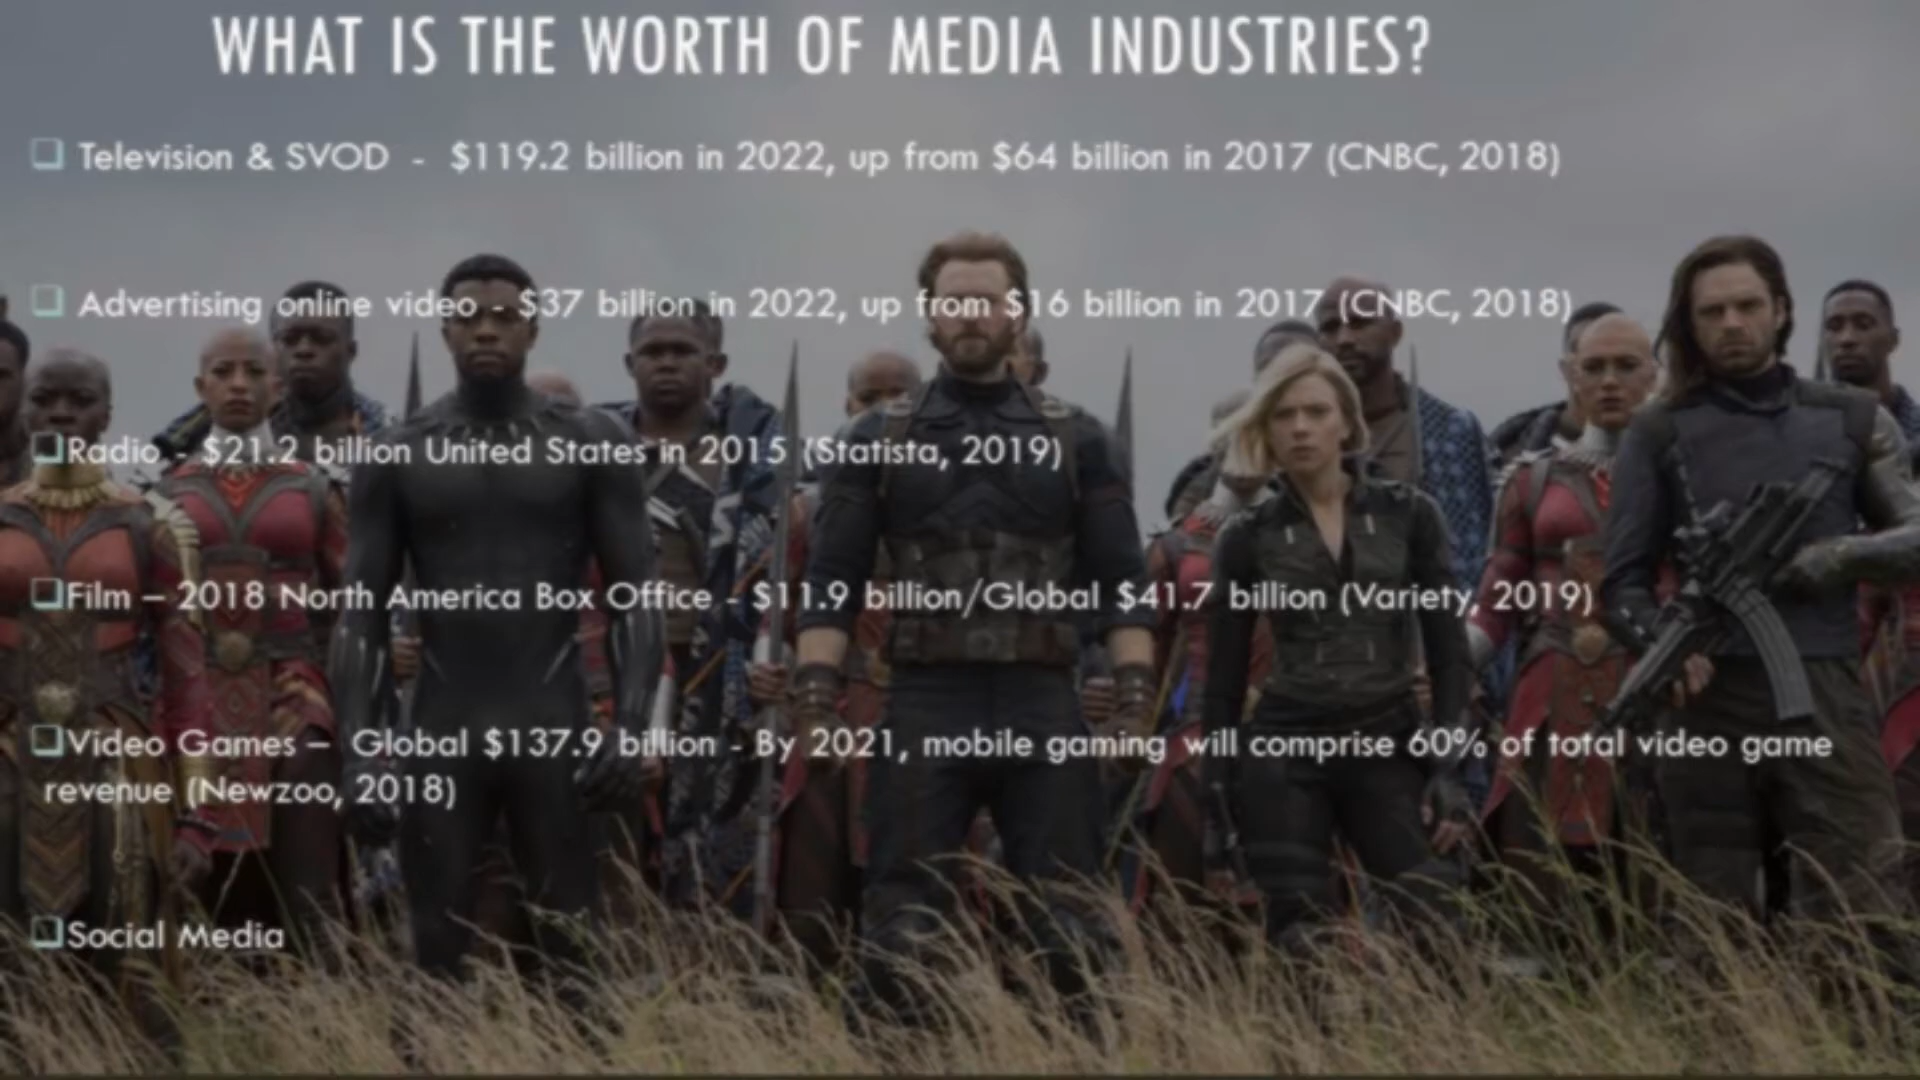 WHAT IS THE WORTH OF MEDIA INDUSTRIES?
Television & SVOD - $119.2 billion in 2022, up from $64 billion in 2017 (CNBC, 2018)
Advertising online video - $37 billion in 2022, up from $16 billion in 2017 (CNBC, 2018)
Radio - $21.2 billion United States in 2015 (Statista, 2019)
Film – 2018 North America Box Office - $11.9 billion/Global $41.7 billion (Variety, 2019)
Video Games – Global $137.9 billion - By 2021, mobile gaming will comprise 60% of total video game
revenue (Newzoo, 2018)
Social Media